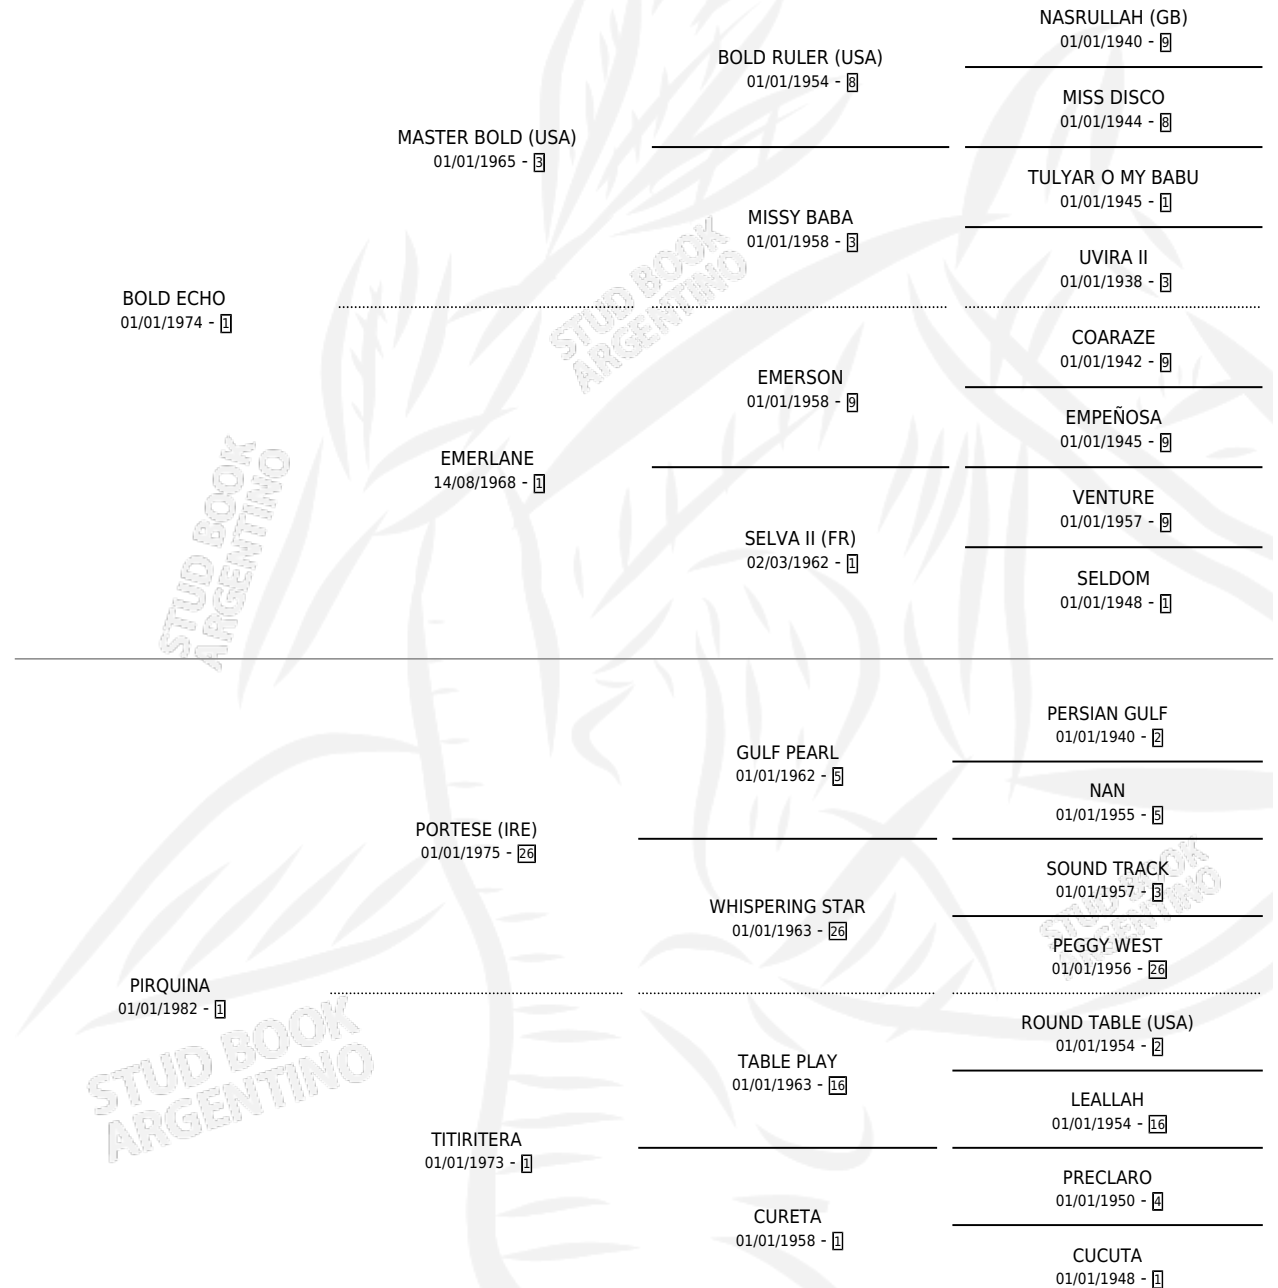 NASRULLAH (GB)
01/01/1940 - 9
BOLD RULER (USA)
01/01/1954 - 8
MISS DISCO
01/01/1944 - 8
MASTER BOLD (USA)
01/01/1965 - 3
TULYAR O MY BABU
01/01/1945 - 1
MISSY BABA
01/01/1958 - 3
UVIRA II
01/01/1938 - 3
BOLD ECHO
01/01/1974 - 1
COARAZE
01/01/1942 - 9
EMERSON
01/01/1958 - 9
EMPEÑOSA
01/01/1945 - 9
EMERLANE
14/08/1968 - 1
VENTURE
01/01/1957 - 9
SELVA II (FR)
02/03/1962 - 1
SELDOM
01/01/1948 - 1
PERSIAN GULF
01/01/1940 - 2
GULF PEARL
01/01/1962 - 5
NAN
01/01/1955 - 5
PORTESE (IRE)
01/01/1975 - 26
SOUND TRACK
01/01/1957 - 3
WHISPERING STAR
01/01/1963 - 26
PEGGY WEST
01/01/1956 - 26
PIRQUINA
01/01/1982 - 1
ROUND TABLE (USA)
01/01/1954 - 2
TABLE PLAY
01/01/1963 - 16
LEALLAH
01/01/1954 - 16
TITIRITERA
01/01/1973 - 1
PRECLARO
01/01/1950 - 4
CURETA
01/01/1958 - 1
CUCUTA
01/01/1948 - 1
STUD BOOK
ARGENTINO
STUD BOOK
ARGENTINO
STUD BOOK
ARGENTINO
STUD BOOK
ARGENTINO